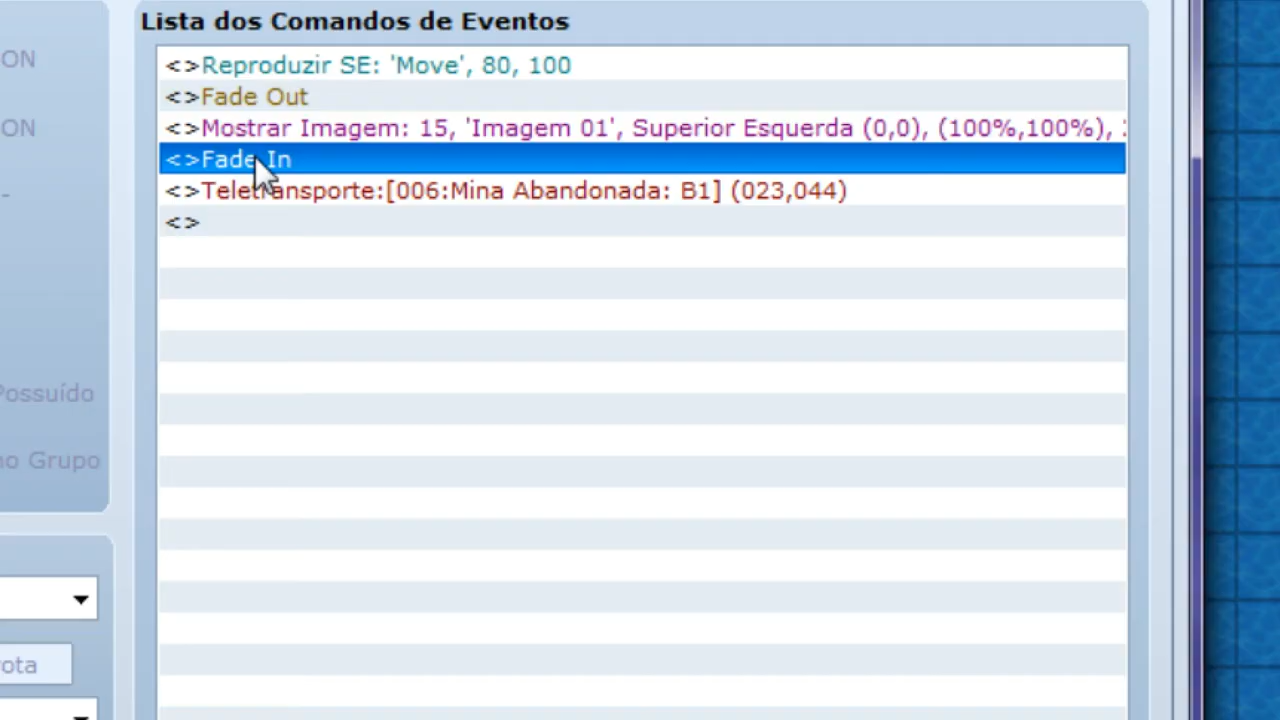 Lista dos Comandos de Eventos
ON
<>Reproduzir SE: 'Move', 80, 100
<>Fade Out
ON
<>Mostrar Imagem: 15, 'Imagem 01', Superior Esquerda (0,0), (100%,100%),
<>Fade In
-
<>Teletransporte:[006:Mina Abandonada: B1] (023,044)
<>
Possuído
no Grupo
ota